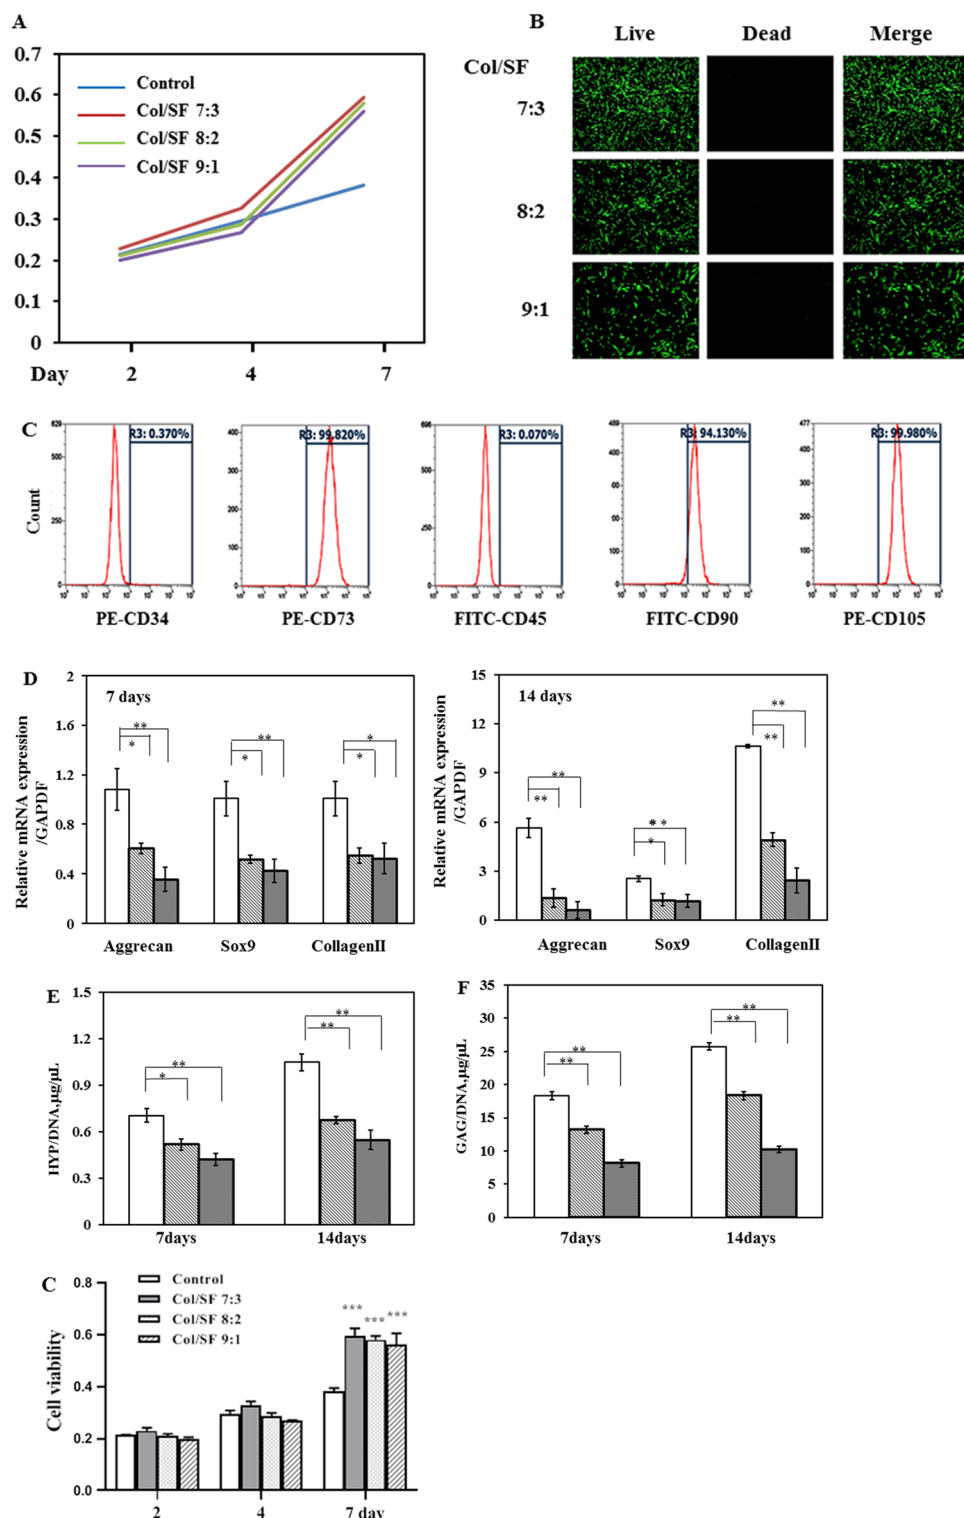 A
0.7
0.6
0.5
0.4
0.3
0.2
0.1
0
Control
Col/SF 7:3
Col/SF 8:2
Col/SF 9:1
Day 2 4 7
B
Live Dead Merge
Col/SF
7:3
8:2
9:1
C
Count
R3: 0.370%
R3: 99.820%
R3: 0.070%
R3: 94.130%
R3: 99.980%
PE-CD34 PE-CD73 FITC-CD45 FITC-CD90 PE-CD105
D
Relative mRNA expression
/GAPDF
2
1.6
1.2
0.8
0.4
0
7 days
** *
** *
* *
Aggrecan Sox9 CollagenII
Relative mRNA expression
/GAPDF
15
12
9
6
3
0
14 days
** **
** *
** **
Aggrecan Sox9 CollagenII
E
HYP/DNA,µg/µL
1.5
1.2
0.9
0.6
0.3
0
** *
** **
7days 14days
F
GAG/DNA,µg/µL
35
30
25
20
15
10
5
0
** **
** **
7days 14days
C
Cell viability
0.8
0.6
0.4
0.2
0.0
Control
Col/SF 7:3
Col/SF 8:2
Col/SF 9:1
*** *** ***
2 4 7 day